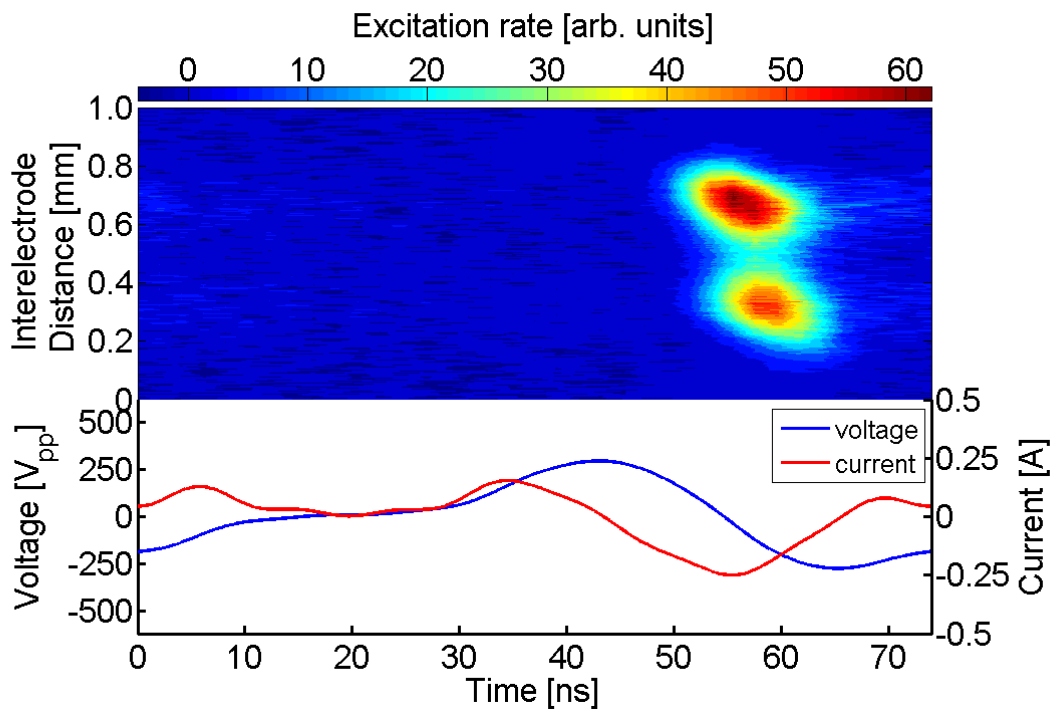 Excitation rate [arb. units]
0 10 20 30 40 50 60
Interelectrode
Distance [mm]
1.0
0.8
0.6
0.4
0.2
0
Voltage [Vpp]
500
250
0
-250
-500
voltage
current
0.5
0.25
0
-0.25
-0.5
Current [A]
0 10 20 30 40 50 60 70
Time [ns]